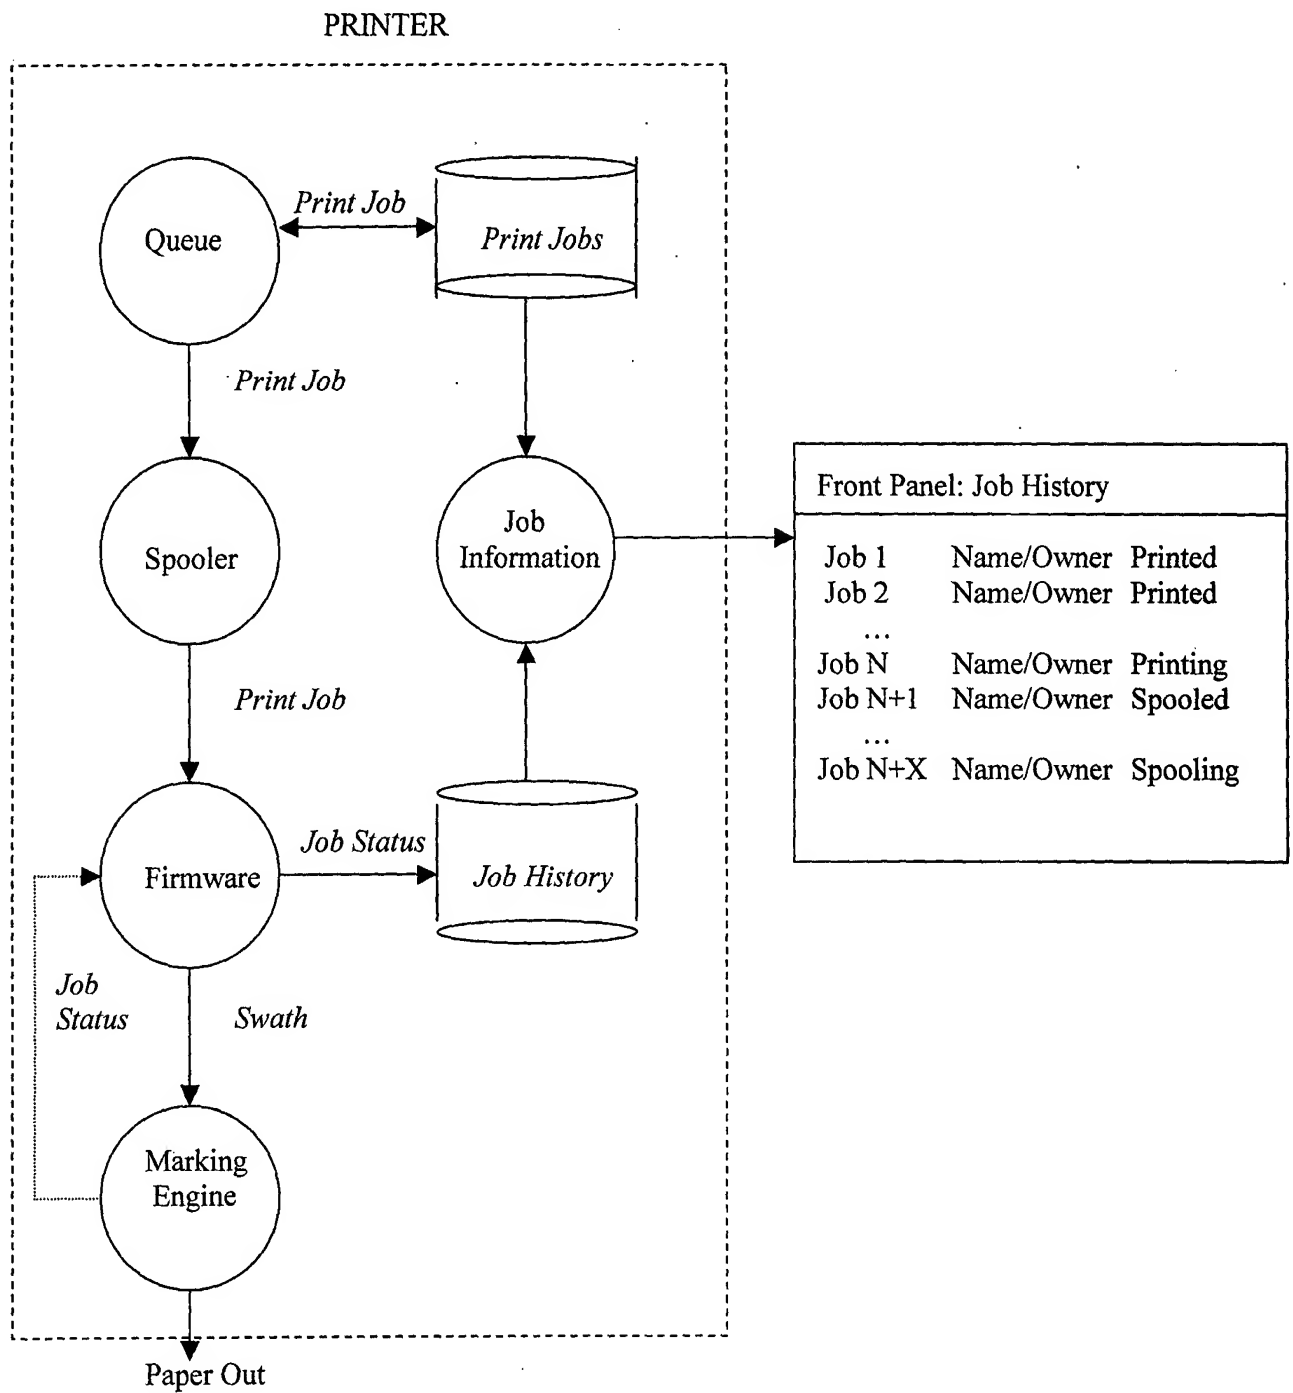 PRINTER
Print Job
Queue
Print Jobs
Print Job
Front Panel: Job History
Job
Information
Spooler
Job 1 Name/Owner Printed
Job 2 Name/Owner Printed
...
Job N Name/Owner Printing
Job N+1 Name/Owner Spooled
...
Job N+X Name/Owner Spooling
Print Job
Job Status
Firmware
Job History
Job
Status
Swath
Marking
Engine
Paper Out